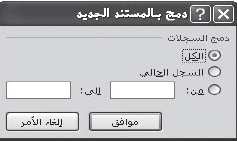 دمج بالمستند الجديد
دمج السجلات
الكل
السجل الحالي
من: إلى:
موافق إلغاء الأمر